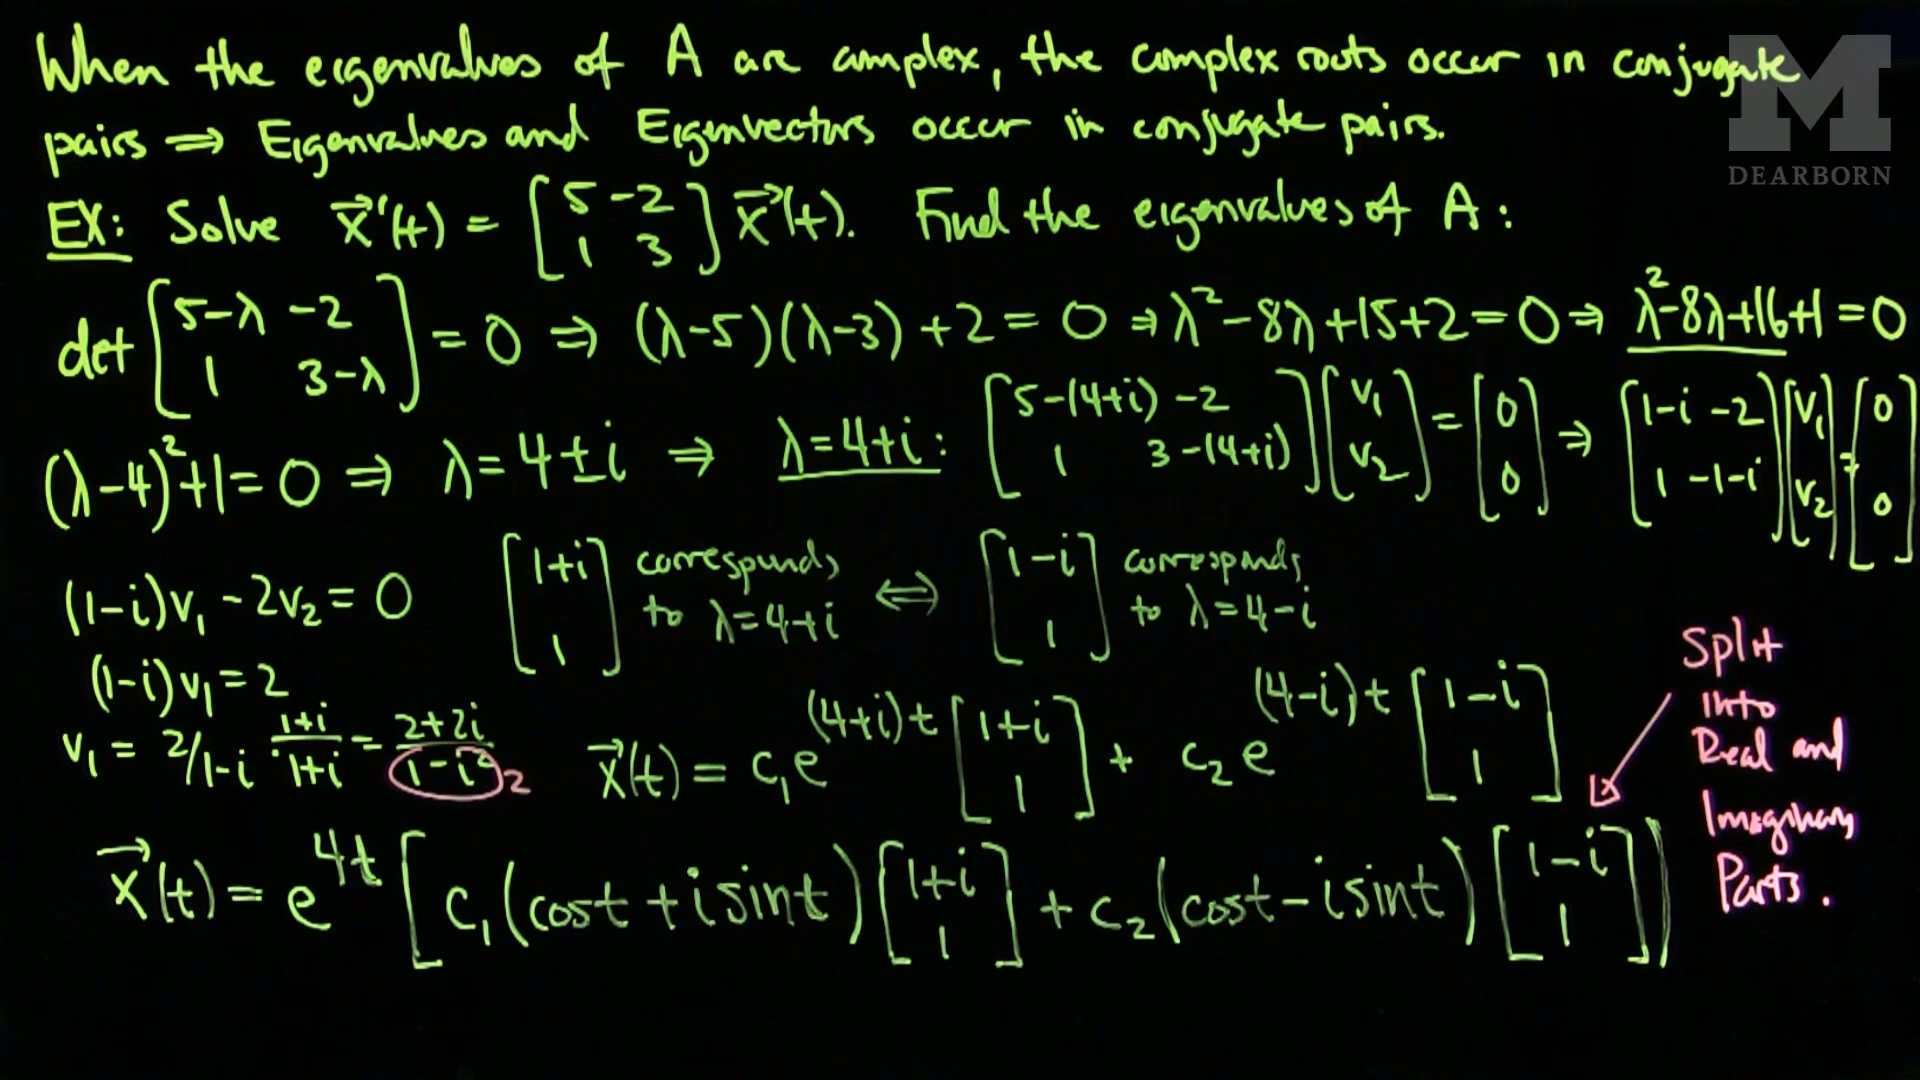 When the eigenvalues of A are complex, the complex roots occur in conjugate
pairs ⇒ Eigenvalues and Eigenvectors occur in conjugate pairs.
M
DEARBORN
EX: Solve x⃗'(t) = [5 -2; 1 3] x⃗(t). Find the eigenvalues of A:
det [5-λ -2; 1 3-λ] = 0 ⇒ (λ-5)(λ-3)+2=0 ⇒ λ²-8λ+15+2=0 ⇒ λ²-8λ+16+1=0
(λ-4)²+1=0 ⇒ λ=4±i ⇒ λ=4+i: [5-(4+i) -2; 1 3-(4+i)] [v₁; v₂] = [0; 0] ⇒ [1-i -2; 1 -1-i] [v₁; v₂] = [0; 0]
(1-i)v₁-2v₂=0
[1+i; 1] corresponds to λ=4+i ⇔ [1-i; 1] corresponds to λ=4-i
(1-i)v₁=2
v₁ = 2/1-i (1+i)/(1+i) = (2+2i)/(1-i²) 2
x⃗(t) = c₁e^((4+i)t) [1+i; 1] + c₂e^((4-i)t) [1-i; 1]
Split
into
Real and
Imaginary
Parts.
x⃗(t) = e^(4t) [c₁(cost+isint) [1+i; 1] + c₂(cost-isint) [1-i; 1]]